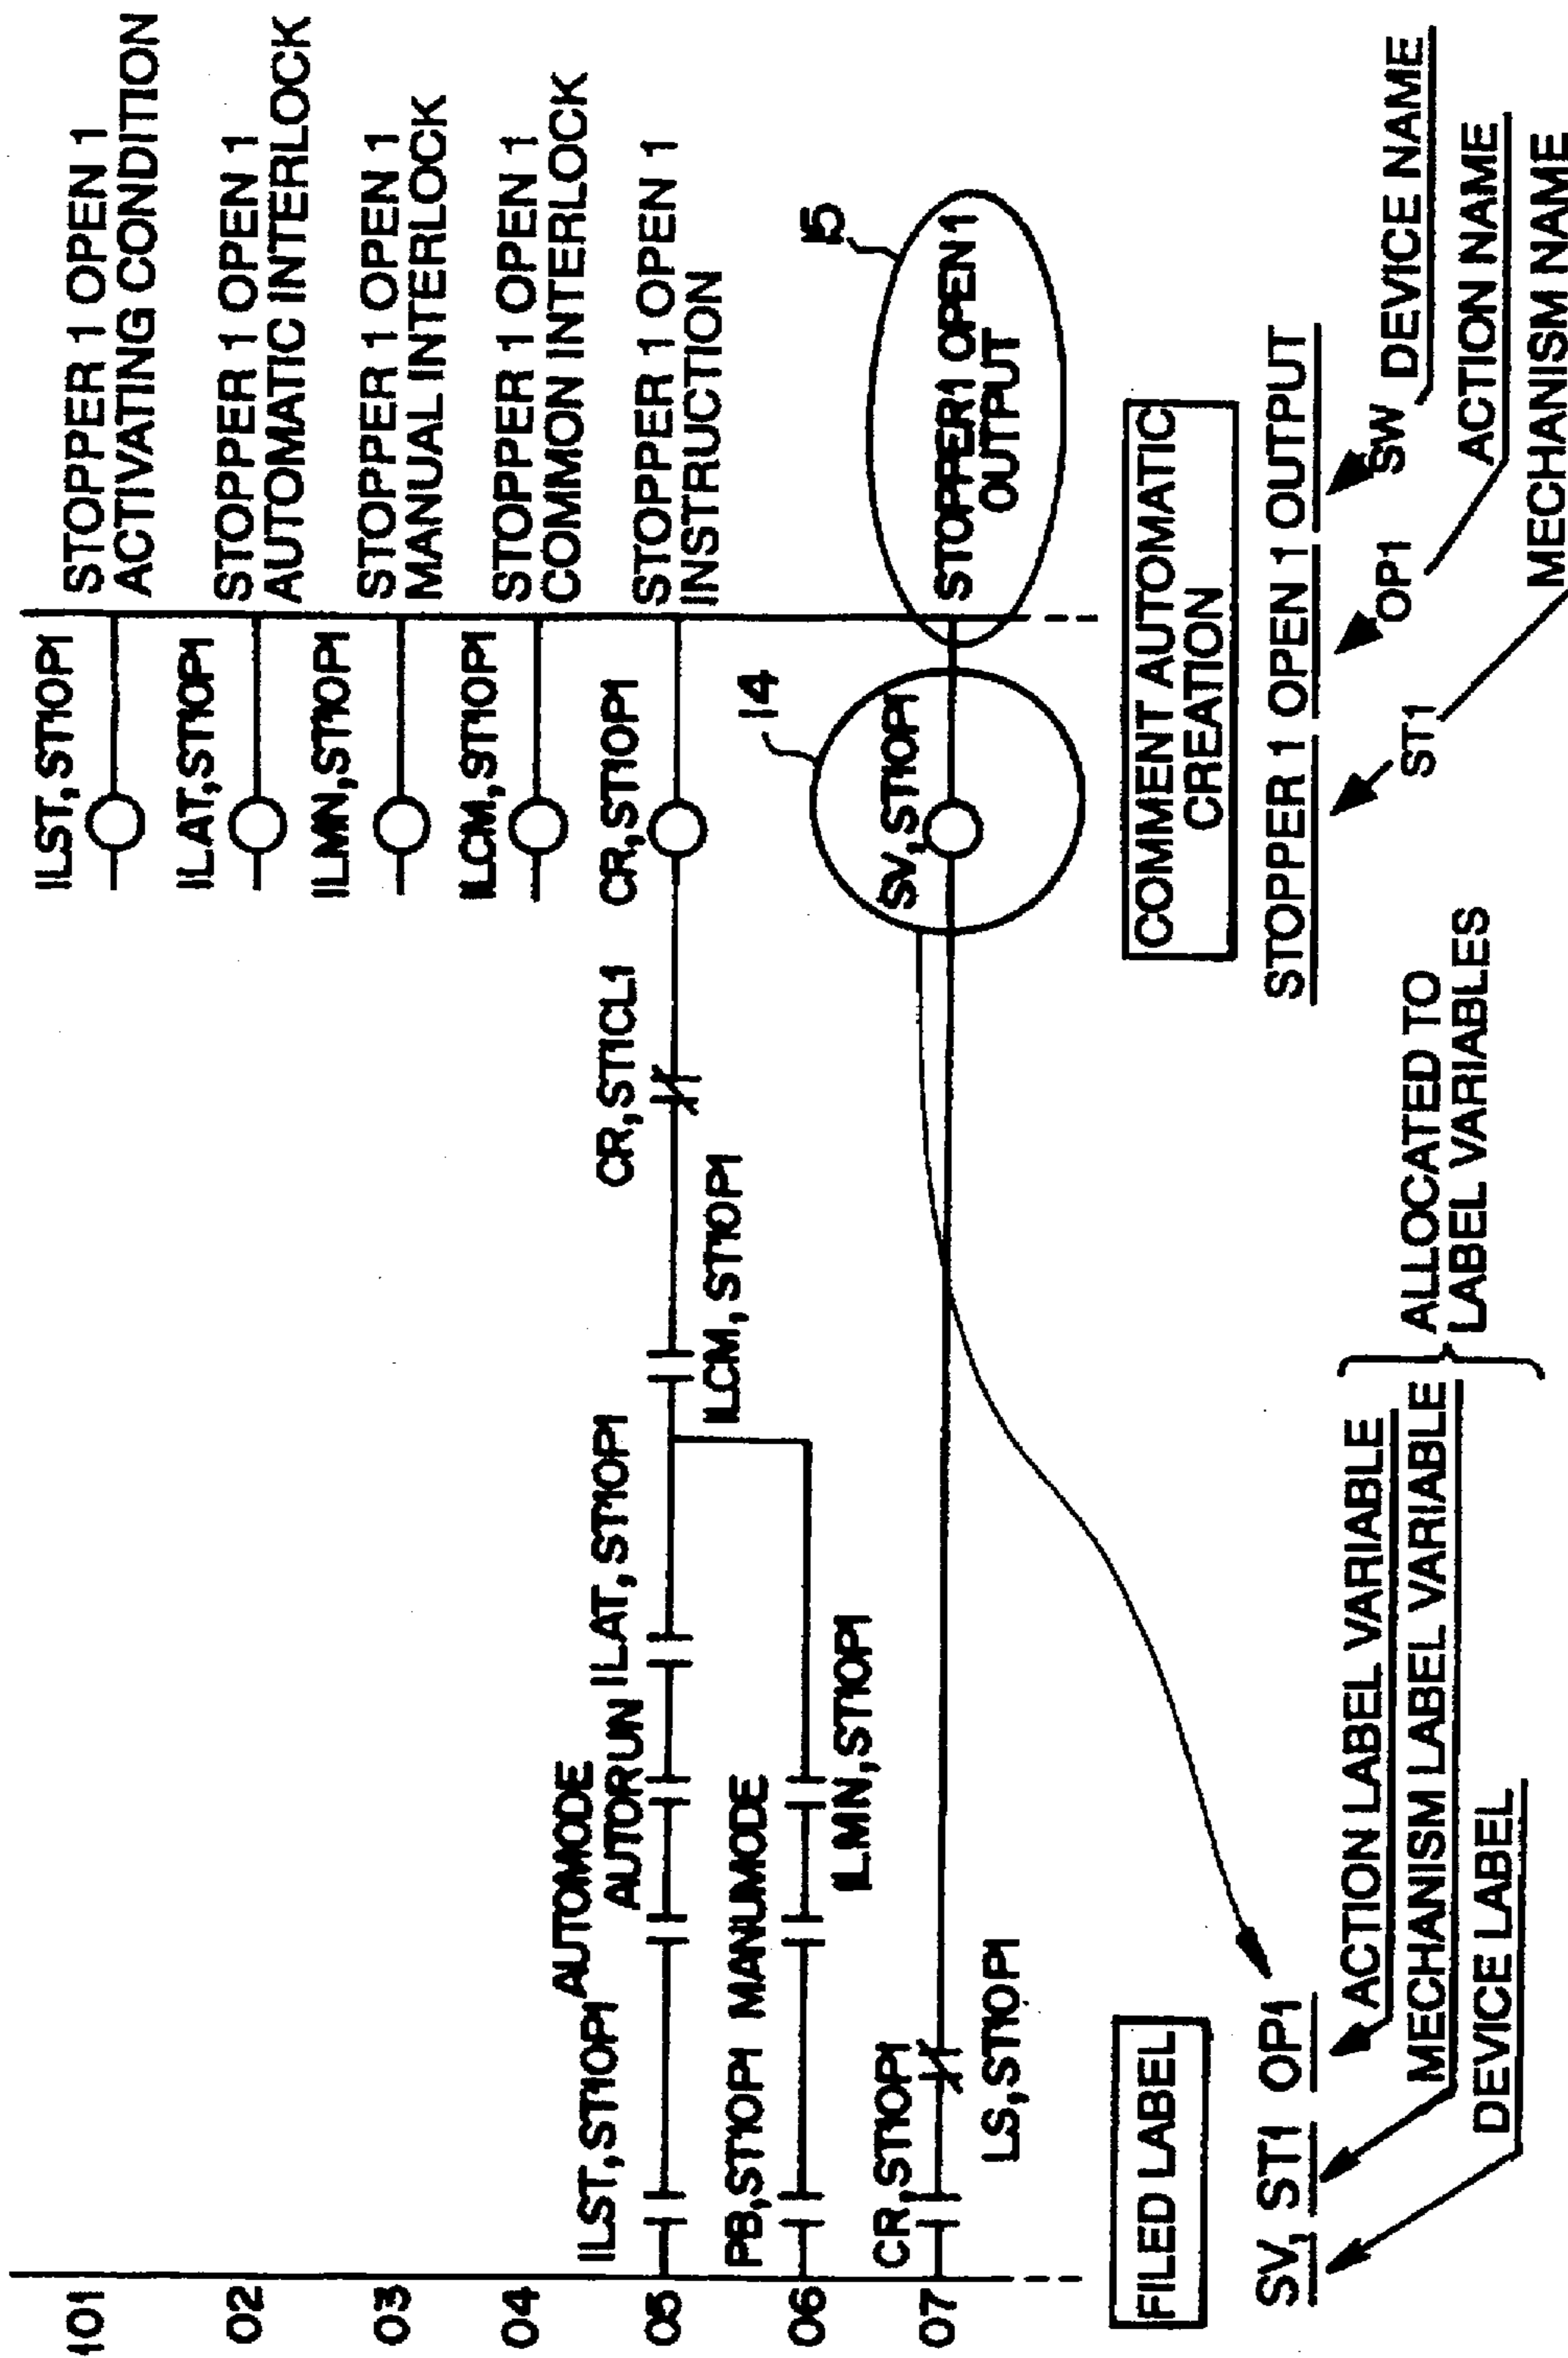 101
ILST,ST1OP1
STOPPER 1 OPEN 1
ACTIVATING CONDITION
02
ILAT,ST1OP1
STOPPER 1 OPEN 1
AUTOMATIC INTERLOCK
03
ILMN,ST1OP1
STOPPER 1 OPEN 1
MANUAL INTERLOCK
04
ILCM,ST1OP1
STOPPER 1 OPEN 1
COMMON INTERLOCK
05
ILST,ST1OP1
AUTOMODE
AUTORUN
ILAT,ST1OP1
ILCM,ST1OP1
CR,ST1CL1
CR,ST1OP1
STOPPER 1 OPEN 1
INSTRUCTION
06
PB,ST1OP1
MANUMODE
ILMN,ST1OP1
07
CR,ST1OP1
LS,ST1OP1
14
SV,ST1OP1
15
STOPPER1 OPEN1
OUTPUT
FILED LABEL
SV, ST1 OP1
ACTION LABEL VARIABLE
MECHANISM LABEL VARIABLE
DEVICE LABEL
ALLOCATED TO
LABEL VARIABLES
COMMENT AUTOMATIC
CREATION
STOPPER 1 OPEN 1 OUTPUT
ST1
OP1
SW
DEVICE NAME
ACTION NAME
MECHANISM NAME